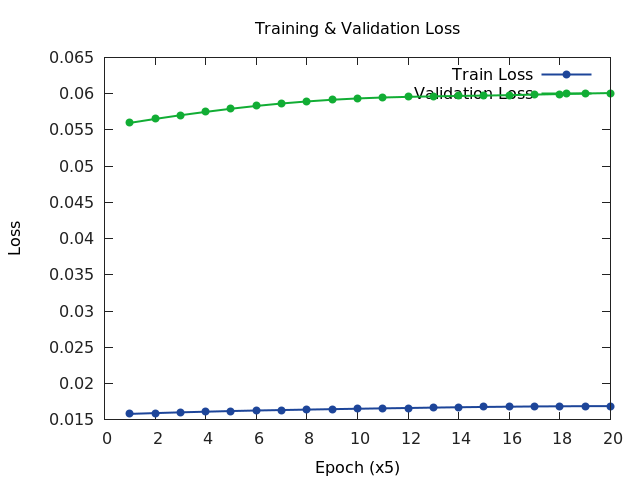 Training & Validation Loss
0.065
0.06
0.055
0.05
0.045
0.04
0.035
0.03
0.025
0.02
0.015
Loss
Train Loss
Validation Loss
0 2 4 6 8 10 12 14 16 18 20
Epoch (x5)